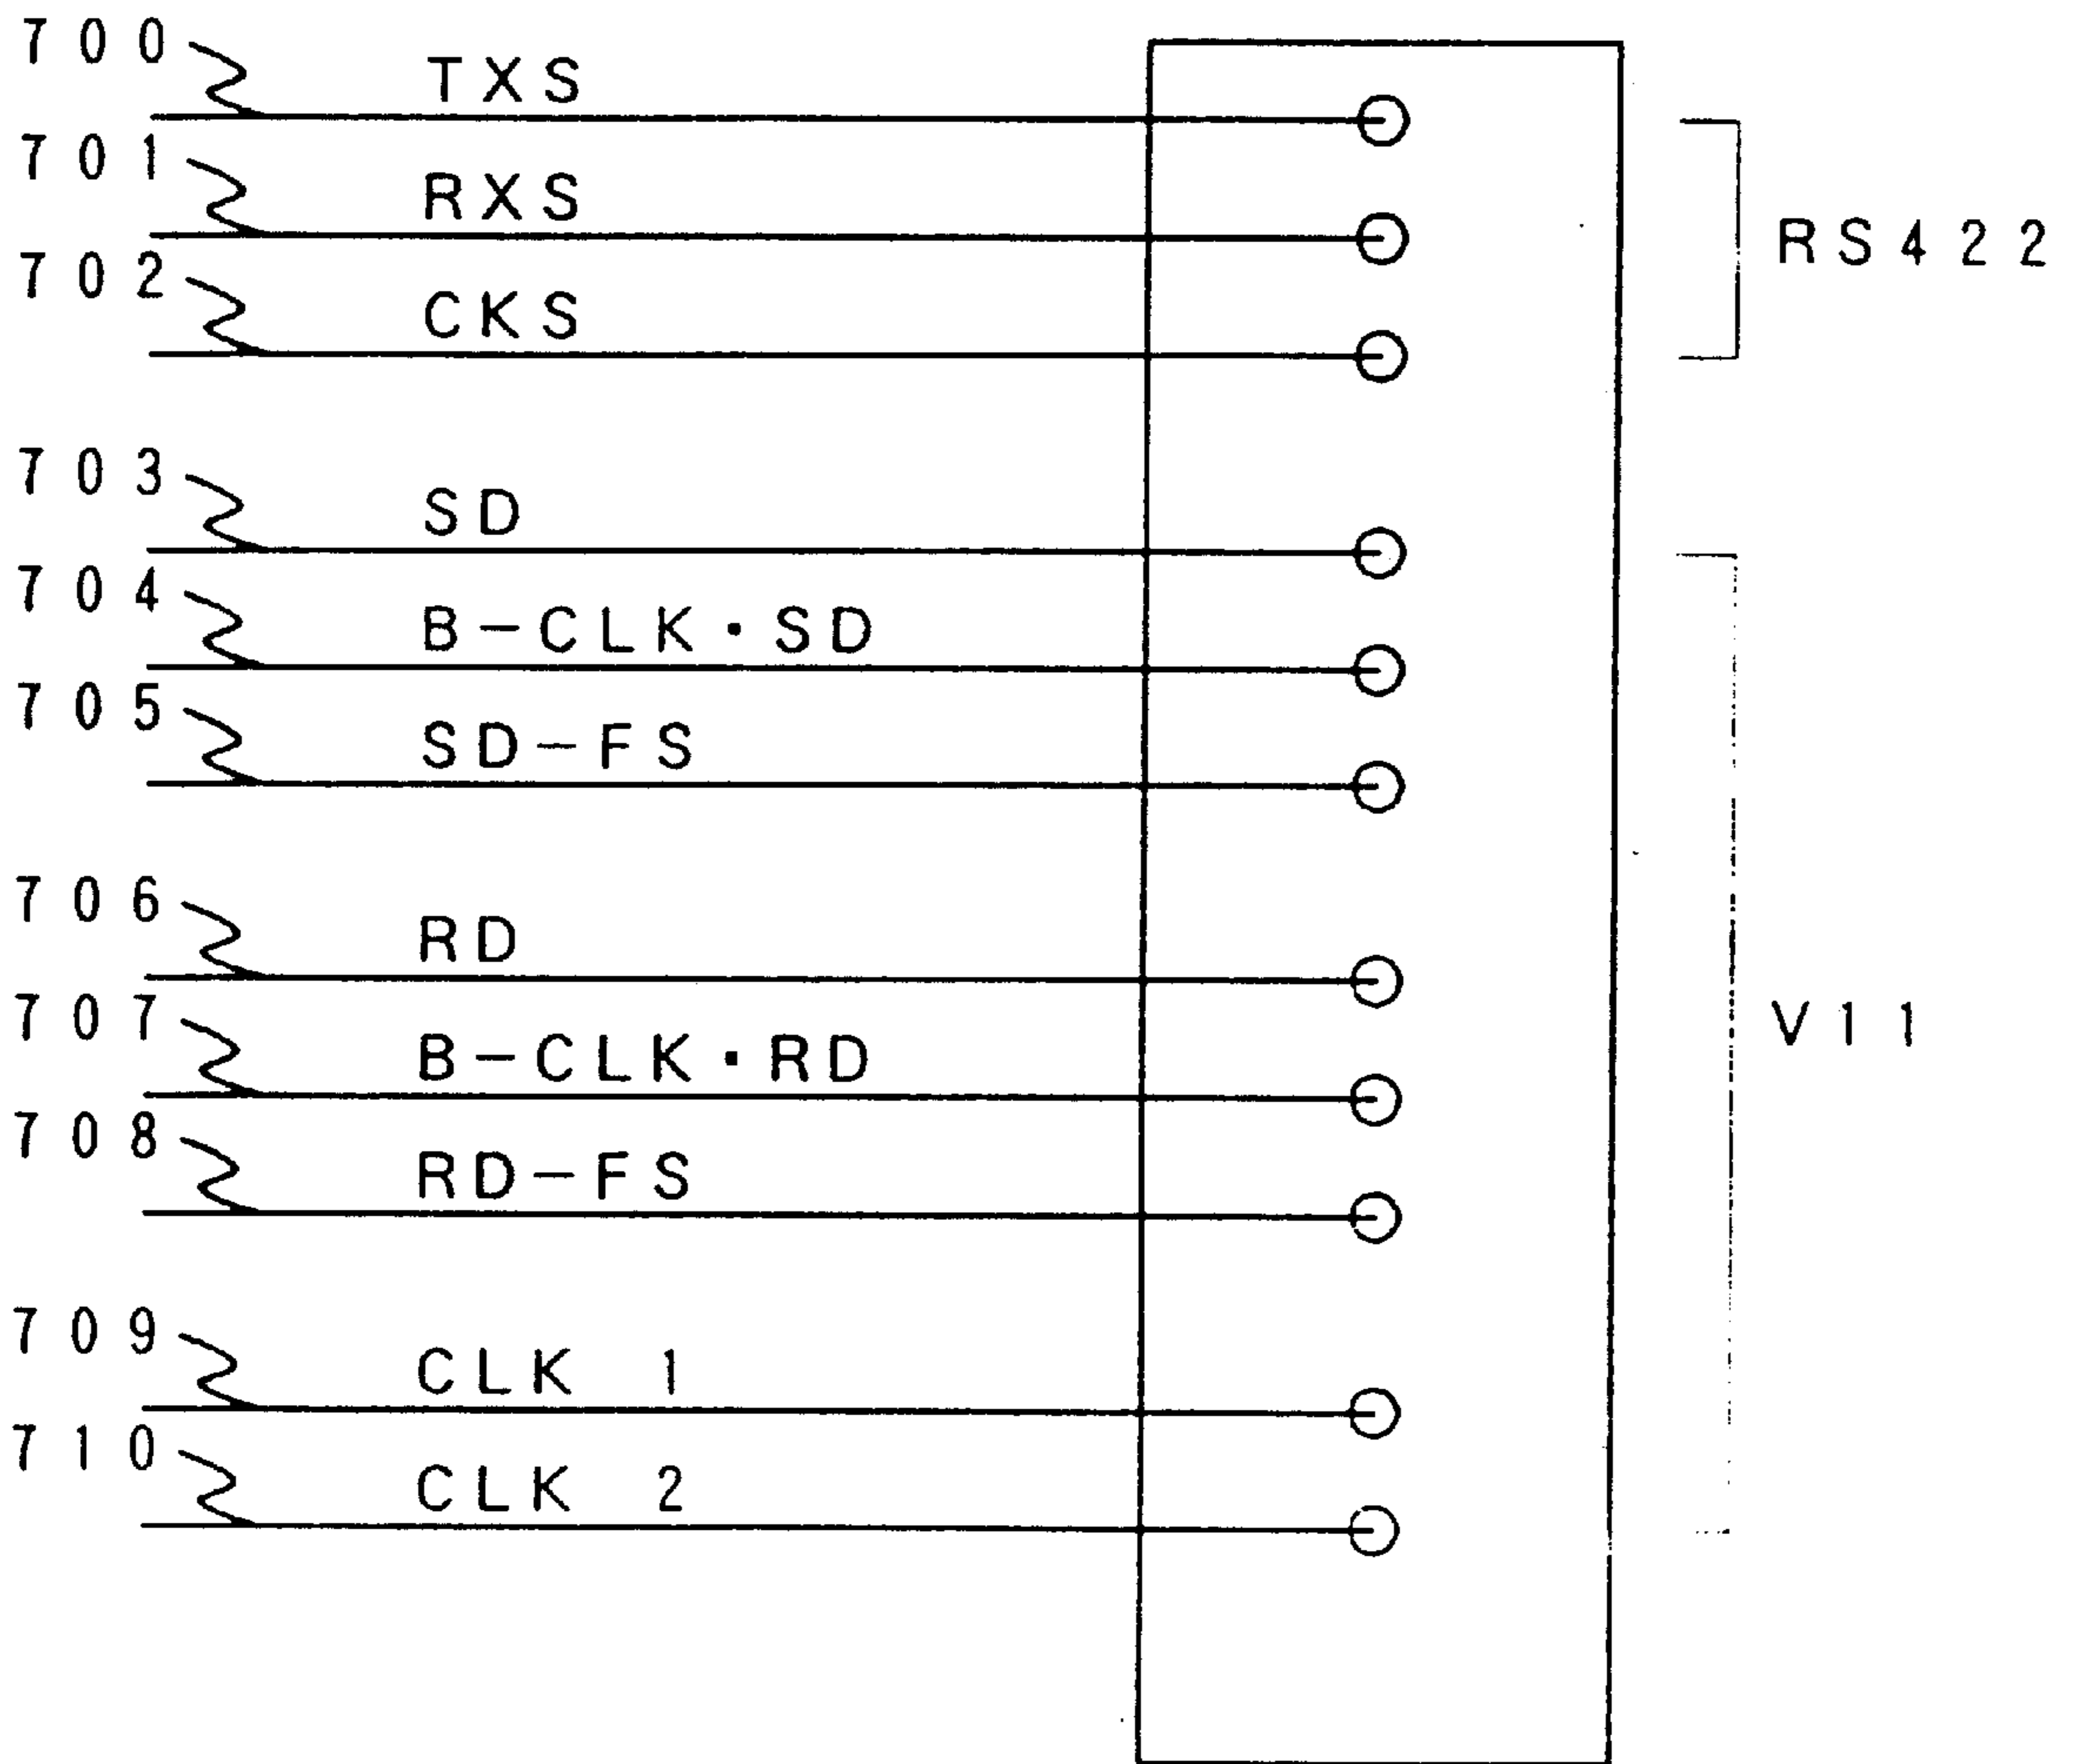 700
TXS
701
RXS
RS422
702
CKS
703
SD
704
B-CLK・SD
705
SD-FS
706
RD
707
B-CLK・RD
V11
708
RD-FS
709
CLK 1
710
CLK 2